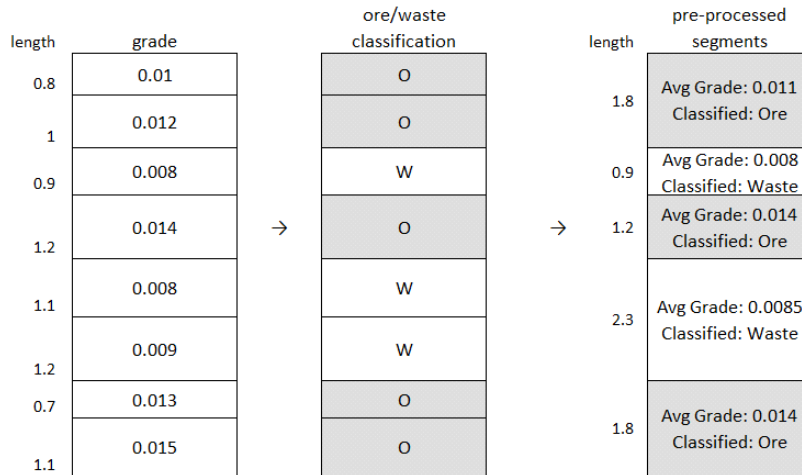 length
grade
ore/waste
classification
length
pre-processed
segments
0.8
0.01
O
1
0.012
O
1.8
Avg Grade: 0.011
Classified: Ore
0.9
0.008
W
0.9
Avg Grade: 0.008
Classified: Waste
1.2
0.014
→
O
→
1.2
Avg Grade: 0.014
Classified: Ore
1.1
0.008
W
1.2
0.009
W
2.3
Avg Grade: 0.0085
Classified: Waste
0.7
0.013
O
1.1
0.015
O
1.8
Avg Grade: 0.014
Classified: Ore